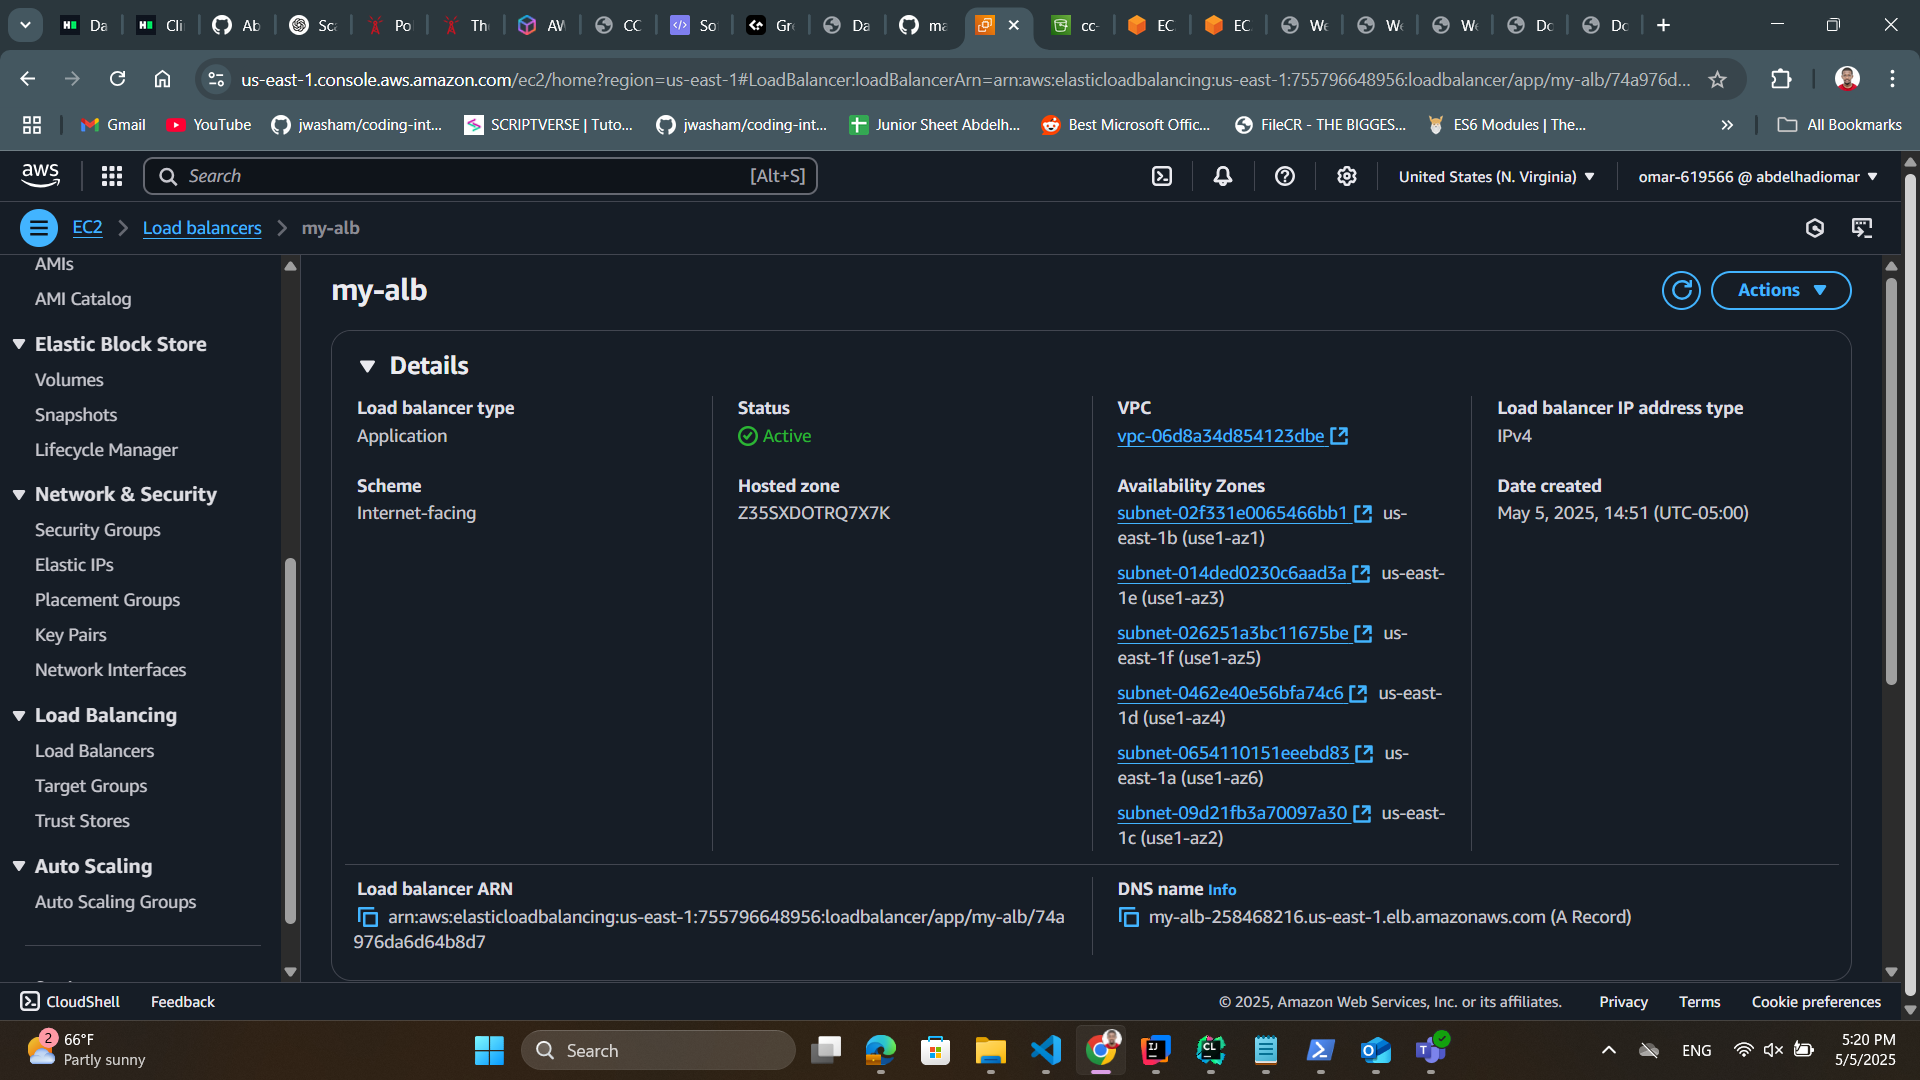 Da
Cli
Ab
Sca
Pol
Th
AW
CC
So
Gr
Da
ma
cc-
EC
EC
We
We
We
Do
Do
us-east-1.console.aws.amazon.com/ec2/home?region=us-east-1#LoadBalancer:loadBalancerArn=arn:aws:elasticloadbalancing:us-east-1:755796648956:loadbalancer/app/my-alb/74a976d...
Gmail
YouTube
jwasham/coding-int...
SCRIPTVERSE | Tuto...
jwasham/coding-int...
Junior Sheet Abdelh...
Best Microsoft Offic...
FileCR - THE BIGGES...
ES6 Modules | The...
All Bookmarks
aws
Search
[Alt+S]
United States (N. Virginia)
omar-619566 @ abdelhadiomar
EC2
Load balancers
my-alb
AMIs
AMI Catalog
Elastic Block Store
Volumes
Snapshots
Lifecycle Manager
Network & Security
Security Groups
Elastic IPs
Placement Groups
Key Pairs
Network Interfaces
Load Balancing
Load Balancers
Target Groups
Trust Stores
Auto Scaling
Auto Scaling Groups
my-alb
Actions
Details
Load balancer type
Application
Scheme
Internet-facing
Status
Active
Hosted zone
Z35SXDOTRQ7X7K
VPC
vpc-06d8a34d854123dbe
Availability Zones
subnet-02f331e0065466bb1 us-
east-1b (use1-az1)
subnet-014ded0230c6aad3a us-east-
1e (use1-az3)
subnet-026251a3bc11675be us-
east-1f (use1-az5)
subnet-0462e40e56bfa74c6 us-east-
1d (use1-az4)
subnet-0654110151eeebd83 us-
east-1a (use1-az6)
subnet-09d21fb3a70097a30 us-east-
1c (use1-az2)
Load balancer IP address type
IPv4
Date created
May 5, 2025, 14:51 (UTC-05:00)
Load balancer ARN
arn:aws:elasticloadbalancing:us-east-1:755796648956:loadbalancer/app/my-alb/74a
976da6d64b8d7
DNS name Info
my-alb-258468216.us-east-1.elb.amazonaws.com (A Record)
CloudShell
Feedback
© 2025, Amazon Web Services, Inc. or its affiliates.
Privacy
Terms
Cookie preferences
2
66°F
Partly sunny
Search
ENG
5:20 PM
5/5/2025